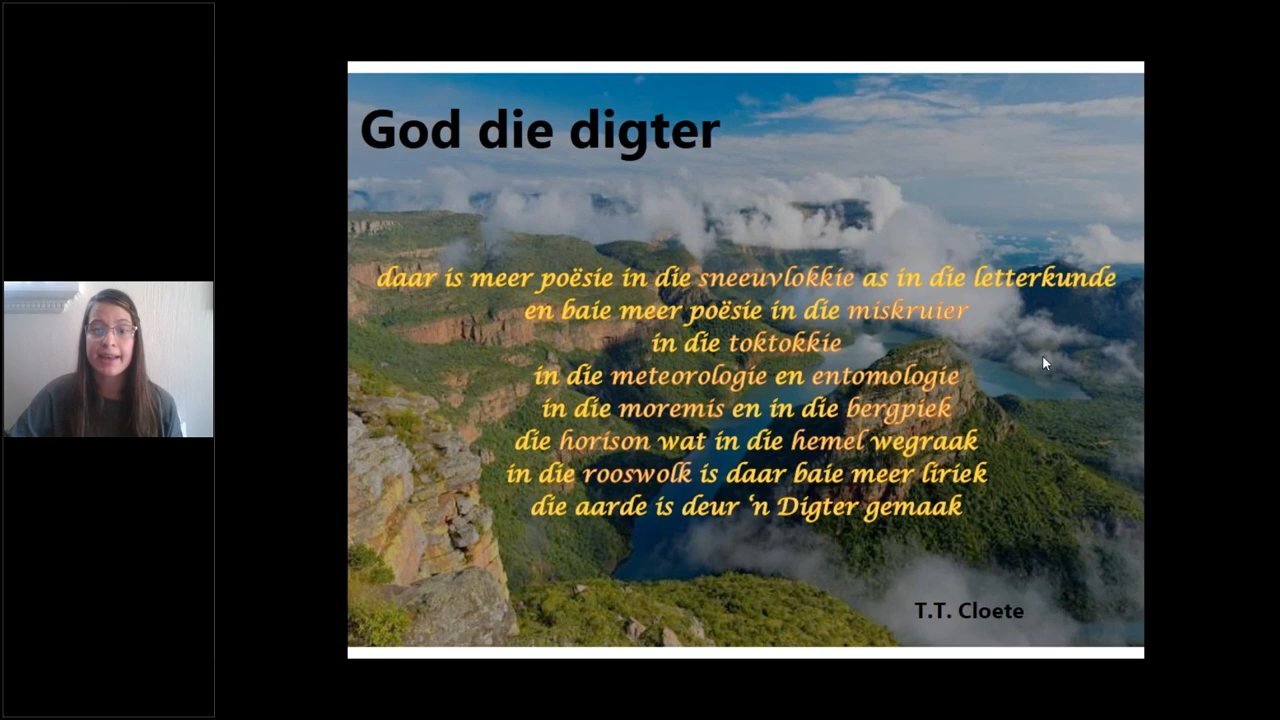 God die digter
daar is meer poësie in die sneeuvlokkie as in die letterkunde
en baie meer poësie in die miskruier
in die toktokkie
in die meteorologie en entomologie
in die moremis en in die bergpiek
die horison wat in die hemel wegraak
in die rooswolk is daar baie meer liriek
die aarde is deur ‘n Digter gemaak
T.T. Cloete